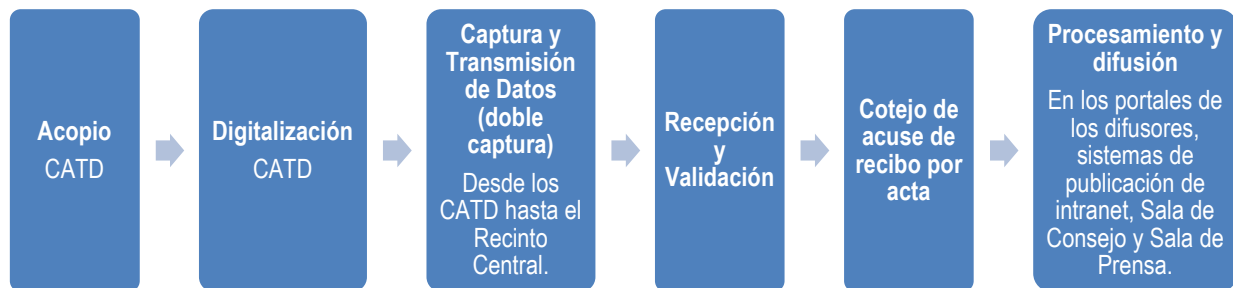 Acopio
CATD
Digitalización
CATD
Captura y
Transmisión
de Datos
(doble
captura)
Desde los
CATD hasta el
Recinto
Central.
Recepción
y
Validación
Cotejo de
acuse de
recibo por
acta
Procesamiento y
difusión
En los portales de
los difusores,
sistemas de
publicación de
intranet, Sala de
Consejo y Sala de
Prensa.